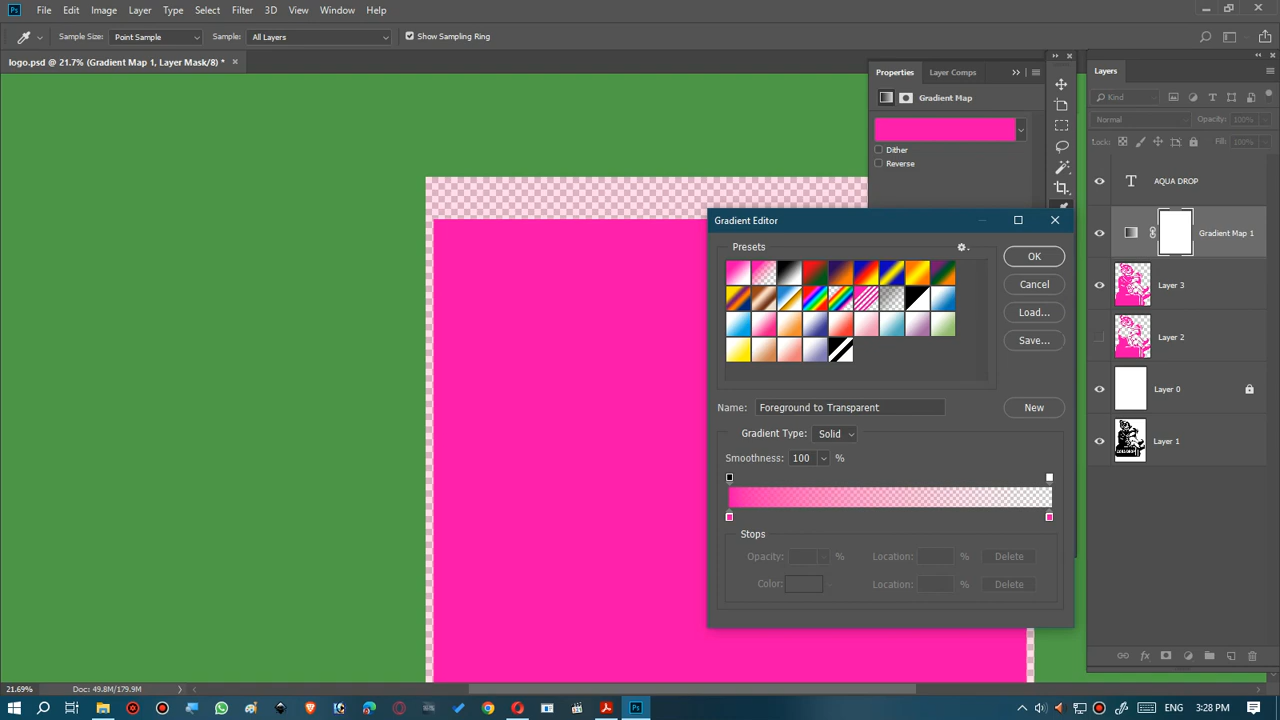 Ps File Edit Image Layer Type Select Filter 3D View Window Help
Sample Size: Point Sample Sample: All Layers Show Sampling Ring
logo.psd @ 21.7% (Gradient Map 1, Layer Mask/8) * ×
Properties Layer Comps
Gradient Map
Dither
Reverse
Layers
Kind
Normal Opacity: 100%
Lock: Fill: 100%
T AQUA DROP
Gradient Map 1
Layer 3
Layer 2
Layer 0
Layer 1
Gradient Editor
Presets
OK
Cancel
Load...
Save...
Name: Foreground to Transparent New
Gradient Type: Solid
Smoothness: 100 %
Stops
Opacity: % Location: % Delete
Color: Location: % Delete
21.69% Doc: 49.8M/179.9M
fx
Ps ENG 3:28 PM